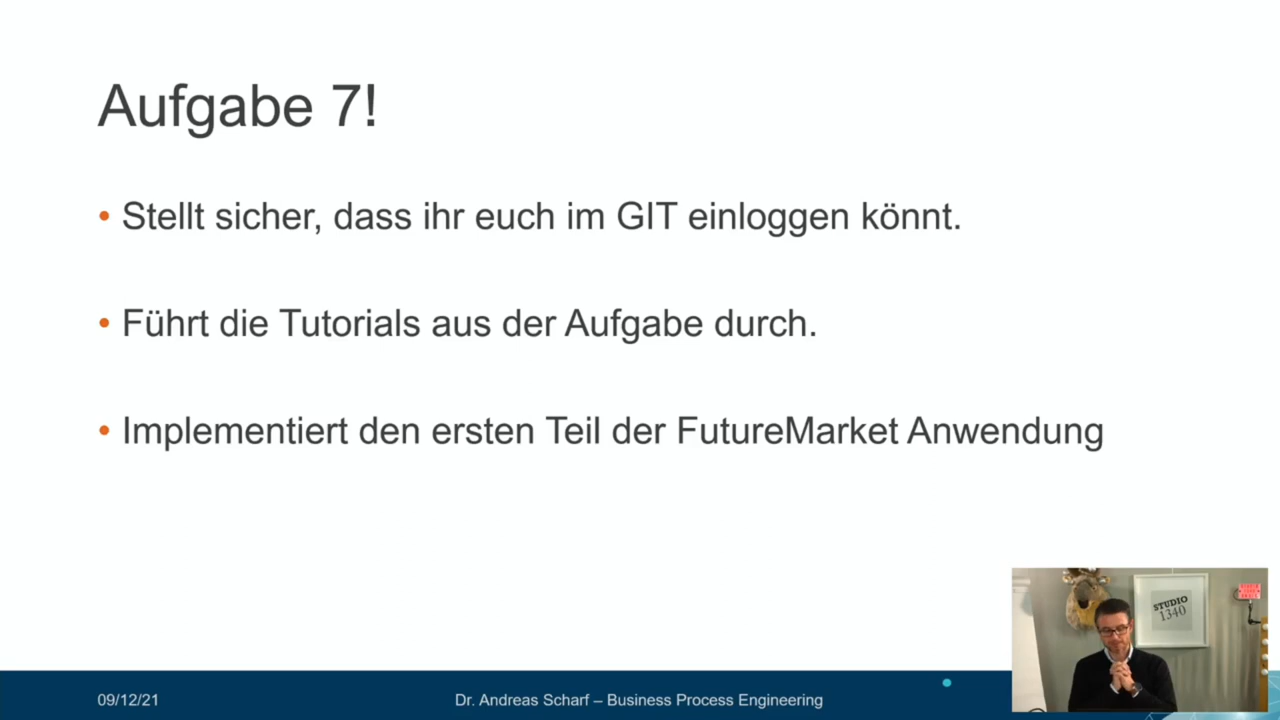 Aufgabe 7!
• Stellt sicher, dass ihr euch im GIT einloggen könnt.
• Führt die Tutorials aus der Aufgabe durch.
• Implementiert den ersten Teil der FutureMarket Anwendung
STUDIO
1340
09/12/21
Dr. Andreas Scharf – Business Process Engineering